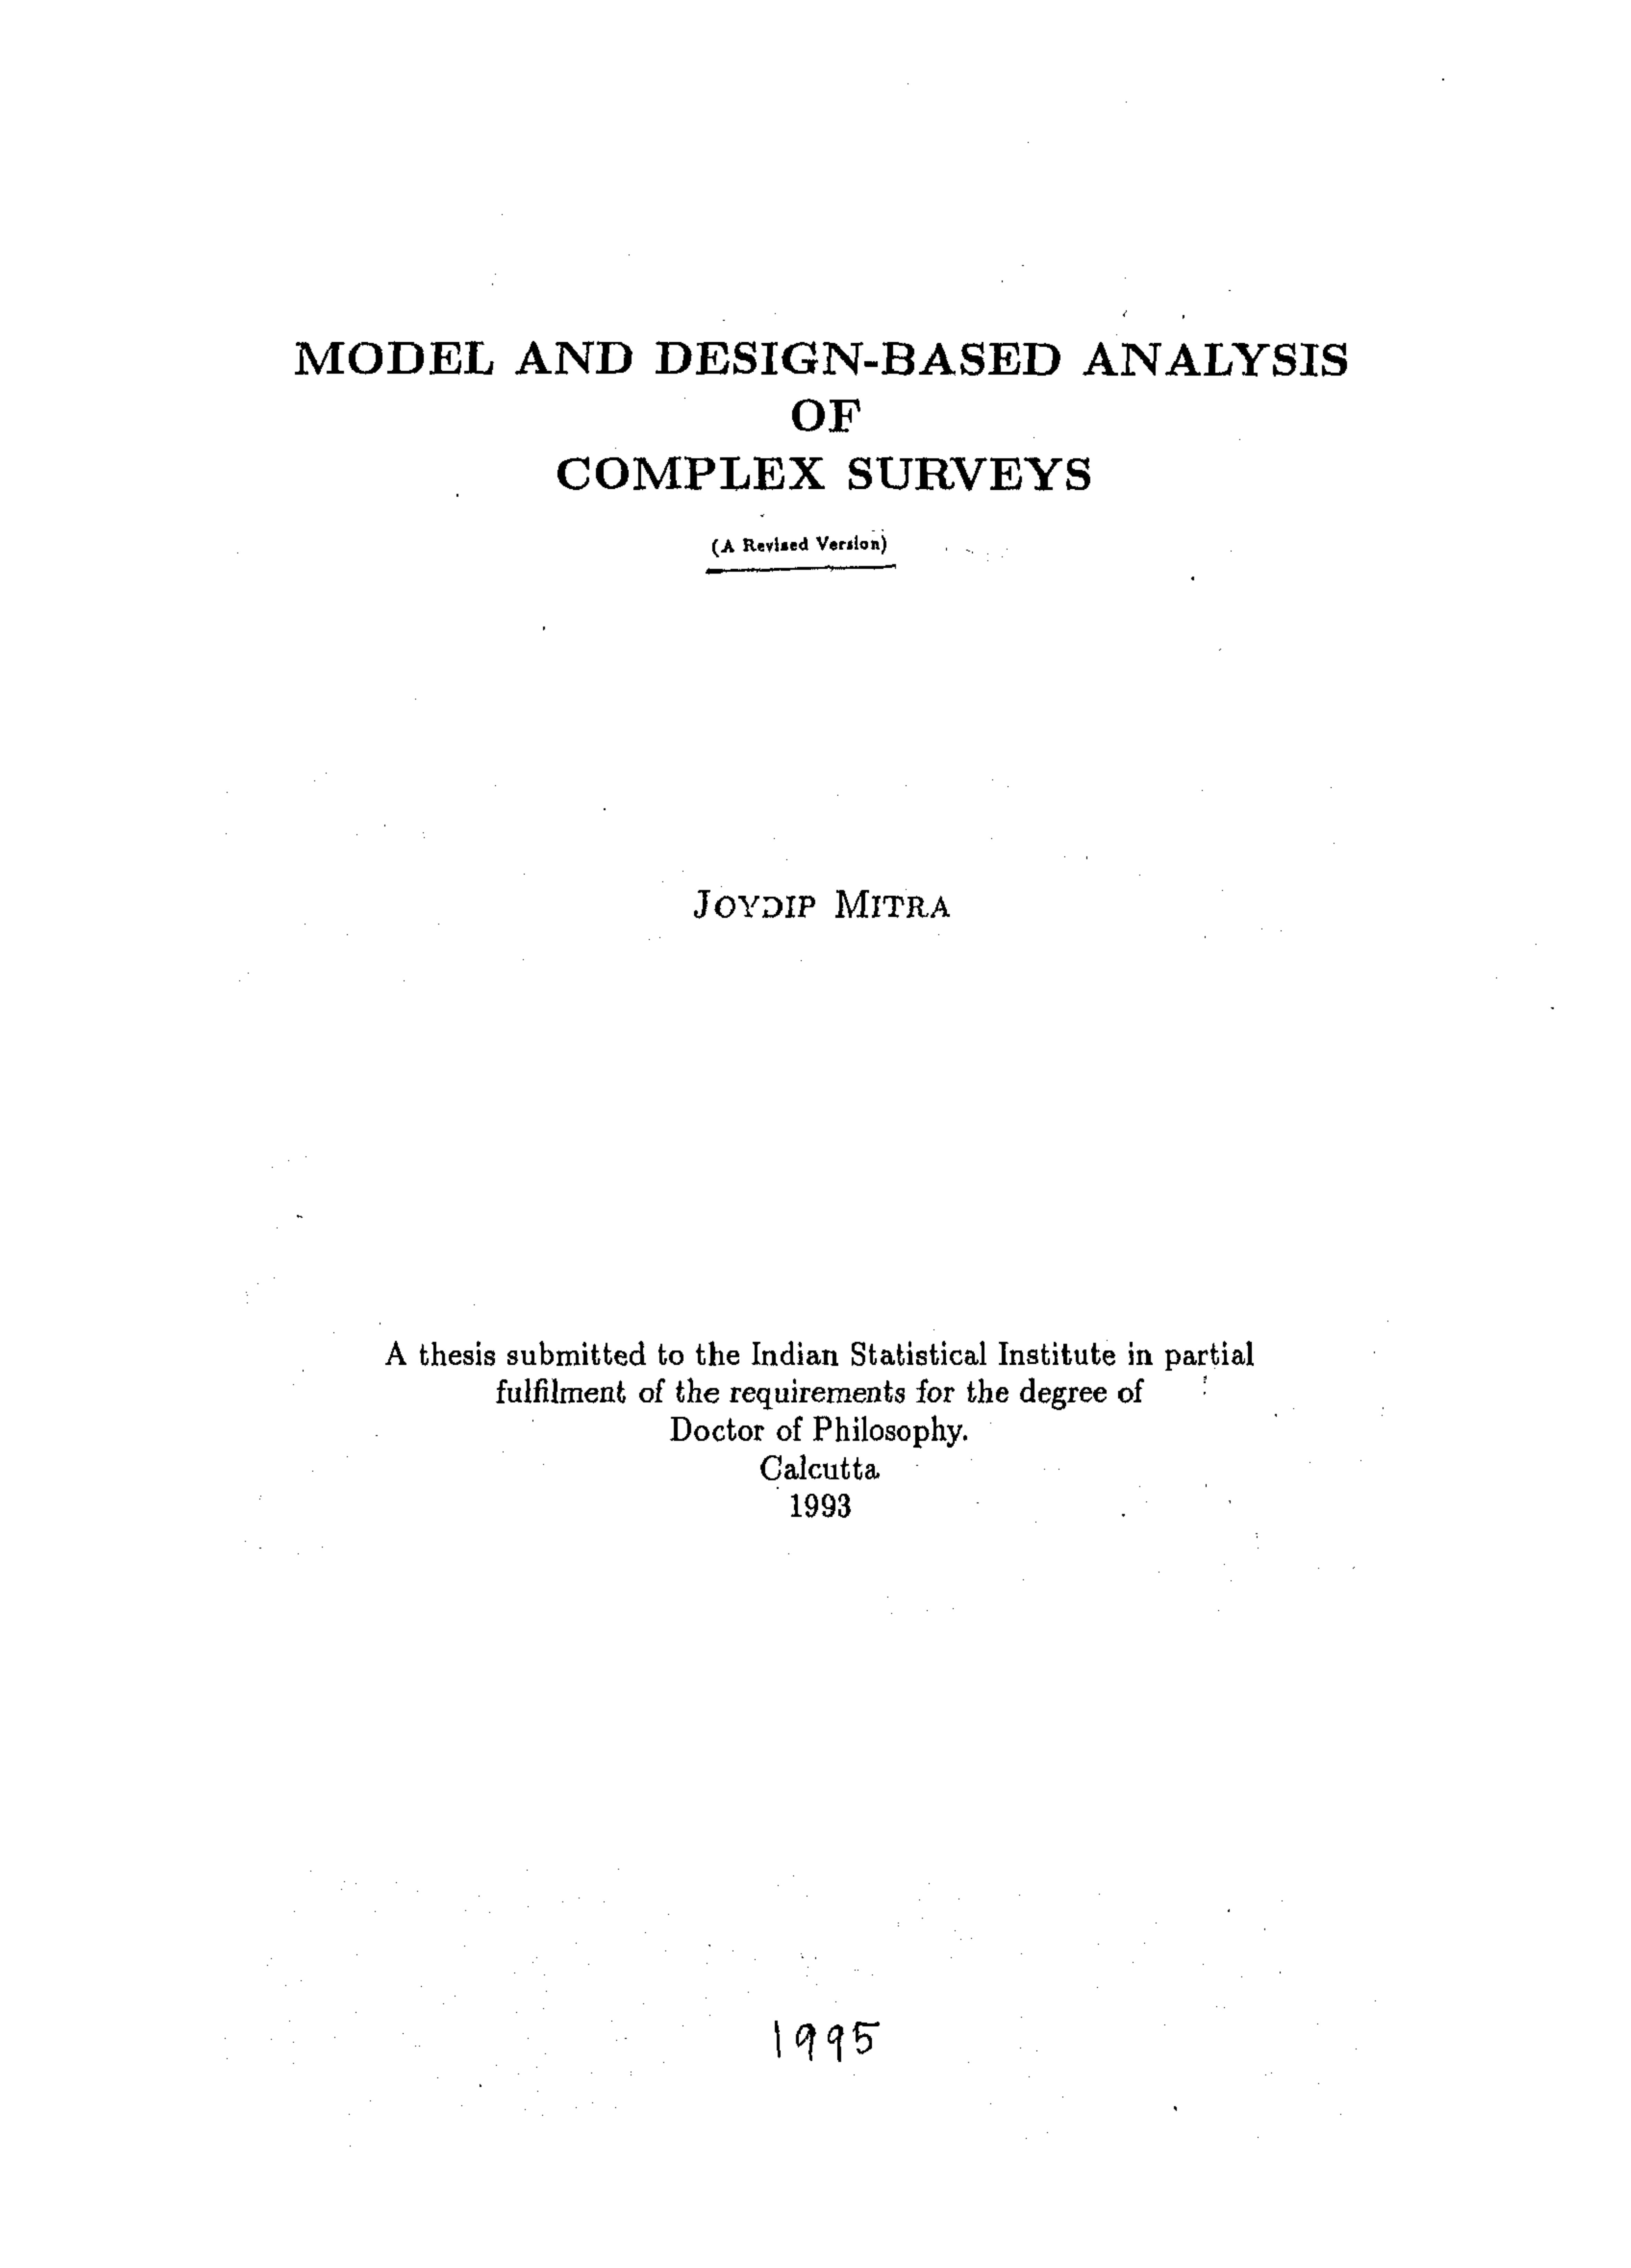 MODEL AND DESIGN-BASED ANALYSIS
OF
COMPLEX SURVEYS
(A Revised Version)
JOYDIP MITRA
A thesis submitted to the Indian Statistical Institute in partial
fulfilment of the requirements for the degree of
Doctor of Philosophy.
Calcutta
1993
1995